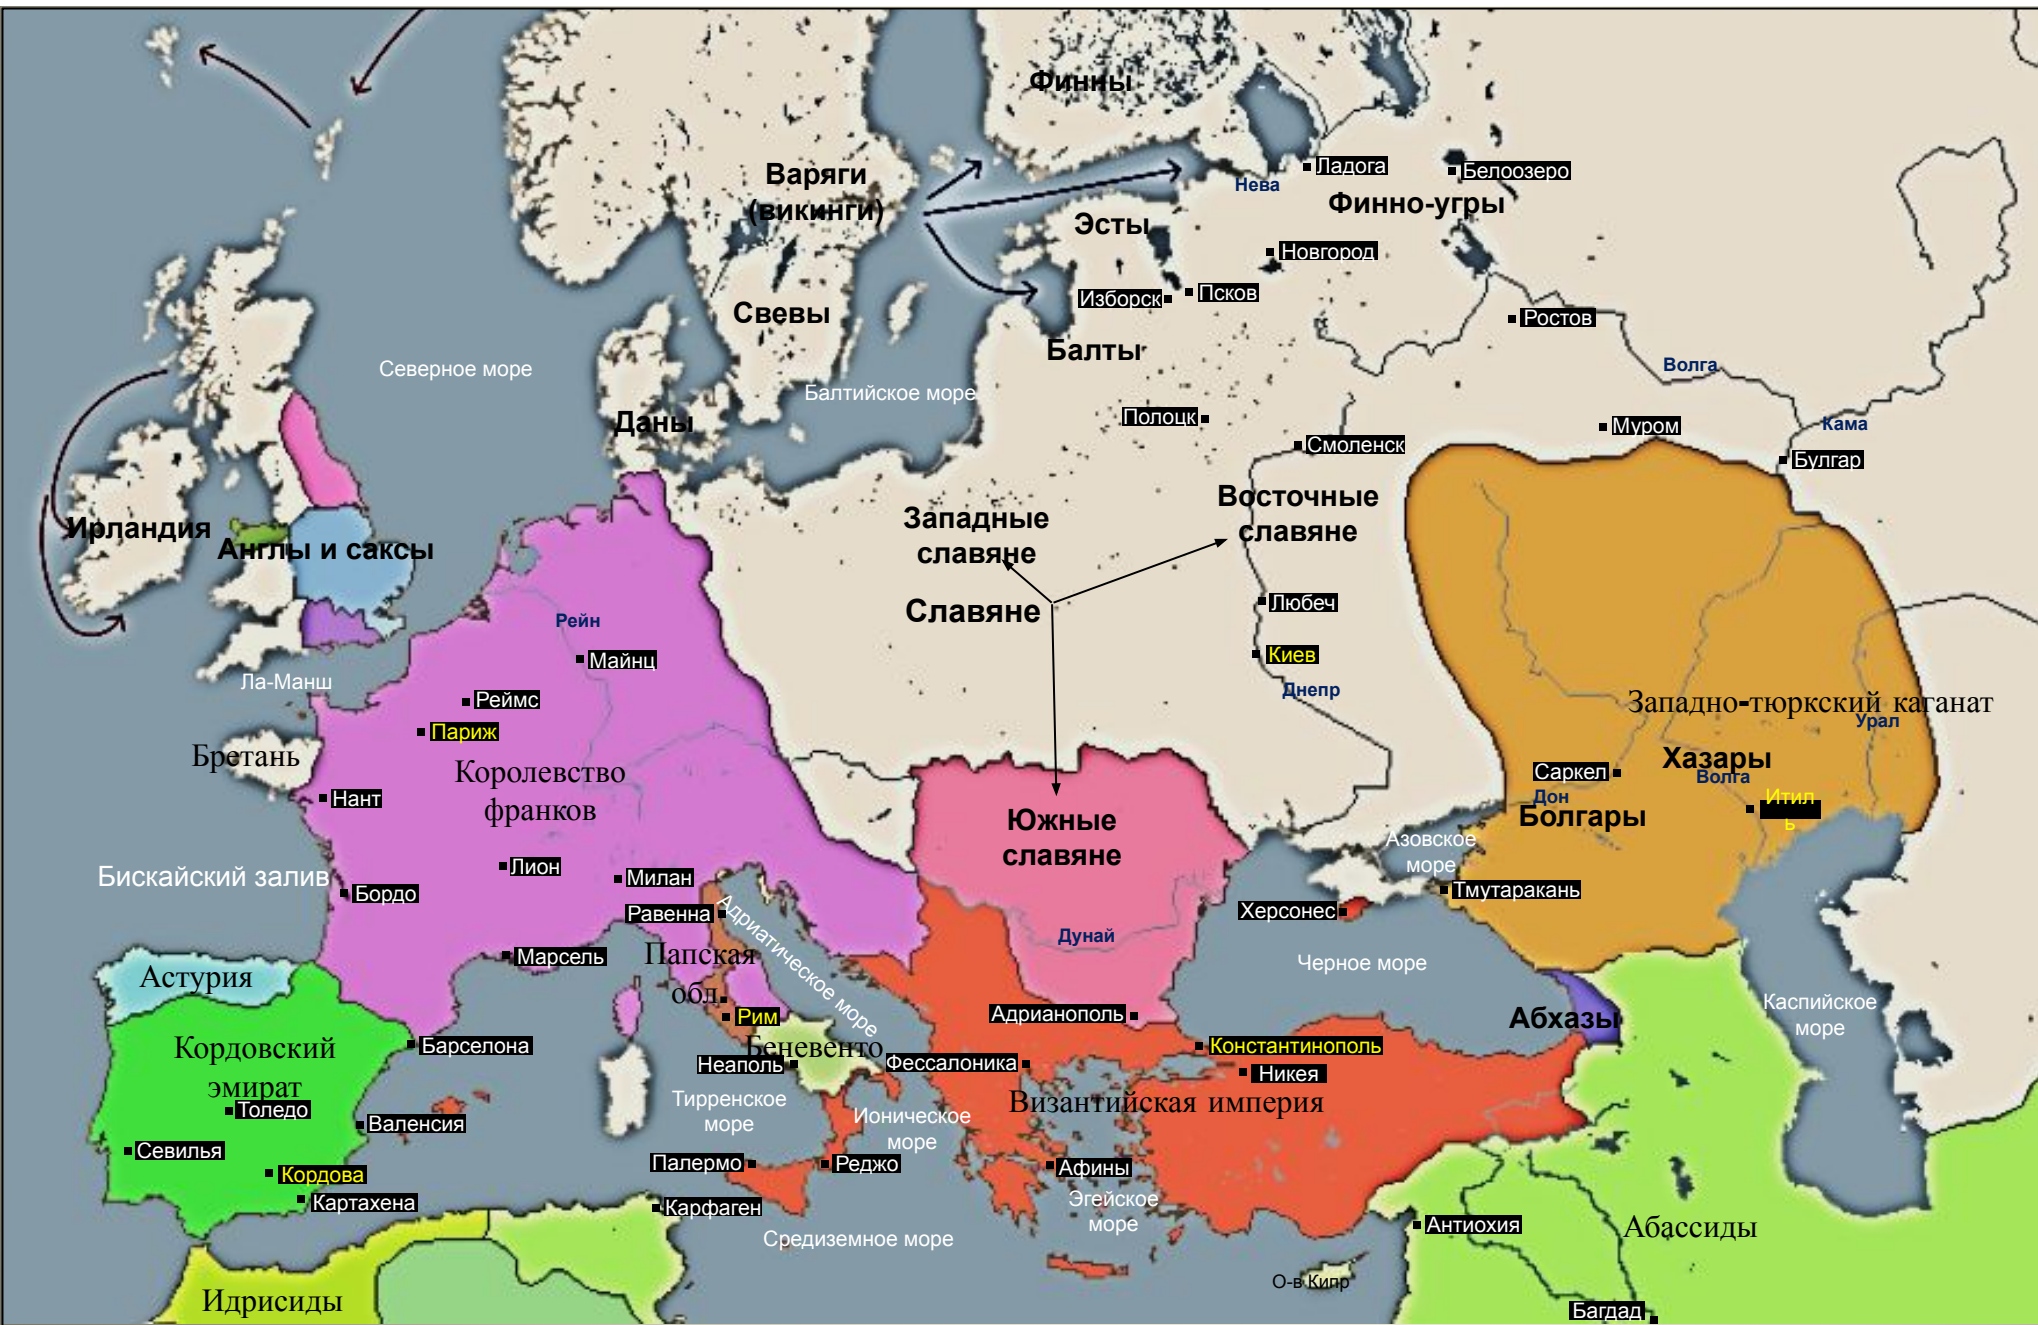 Финны
Ладога
Белоозеро
Варяги
(викинги)
Нева
Финно-угры
Эсты
Новгород
Изборск
Псков
Свевы
Ростов
Балты
Северное море
Волга
Балтийское море
Даны
Полоцк
Муром
Кама
Смоленск
Булгар
Западные
славяне
Восточные
славяне
Ирландия
Англы и саксы
Славяне
Любеч
Рейн
Майнц
Киев
Ла-Манш
Днепр
Реймс
Париж
Западно-тюркский каганат
Урал
Бретань
Королевство
франков
Хазары
Волга
Саркел
Нант
Дон
Болгары
Итил
ь
Южные
славяне
Азовское
море
Бискайский залив
Лион
Милан
Бордо
Тмутаракань
Равенна
Адриатическое море
Херсонес
Дунай
Марсель
Папская
обл.
Черное море
Астурия
Рим
Адрианополь
Абхазы
Каспийское
море
Кордовский
эмират
Барселона
Беневенто
Неаполь
Фессалоника
Константинополь
Никея
Византийская империя
Толедо
Тирренское
море
Ионическое
море
Валенсия
Севилья
Кордова
Палермо
Реджо
Афины
Картахена
Карфаген
Эгейское
море
Антиохия
Абассиды
Средиземное море
О-в Кипр
Идрисиды
Багдад